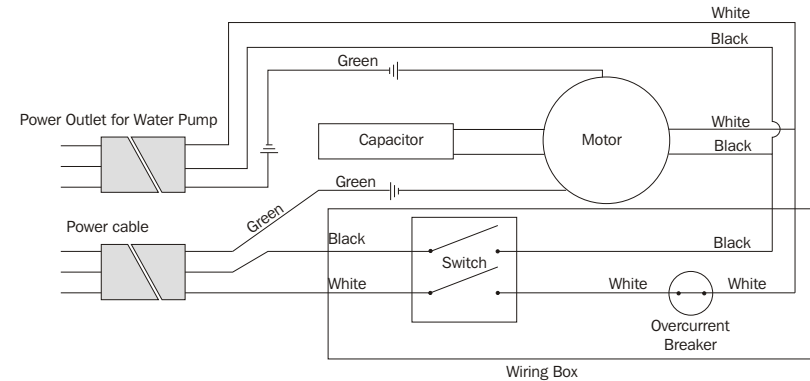 White
Black
Green
Power Outlet for Water Pump
Capacitor
Motor
White
Black
Green
Green
Power cable
Black
Switch
Black
White
White
White
Overcurrent
Breaker
Wiring Box